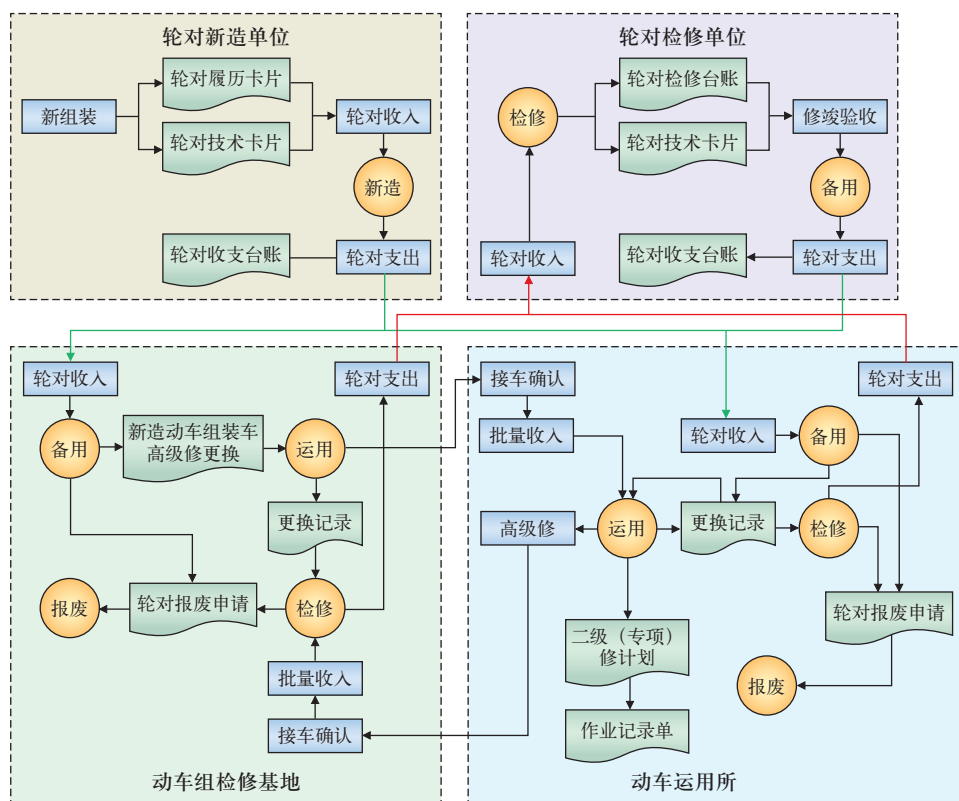 轮对新造单位
新组装
轮对履历卡片
轮对技术卡片
轮对收入
新造
轮对收支台账
轮对支出
轮对检修单位
检修
轮对检修台账
轮对技术卡片
修竣验收
备用
轮对收入
轮对收支台账
轮对支出
轮对收入
轮对支出
备用
新造动车组装车
高级修更换
运用
更换记录
报废
轮对报废申请
检修
批量收入
接车确认
动车组检修基地
接车确认
轮对支出
批量收入
轮对收入
备用
高级修
运用
更换记录
检修
二级（专项）
修计划
轮对报废申请
报废
作业记录单
动车运用所